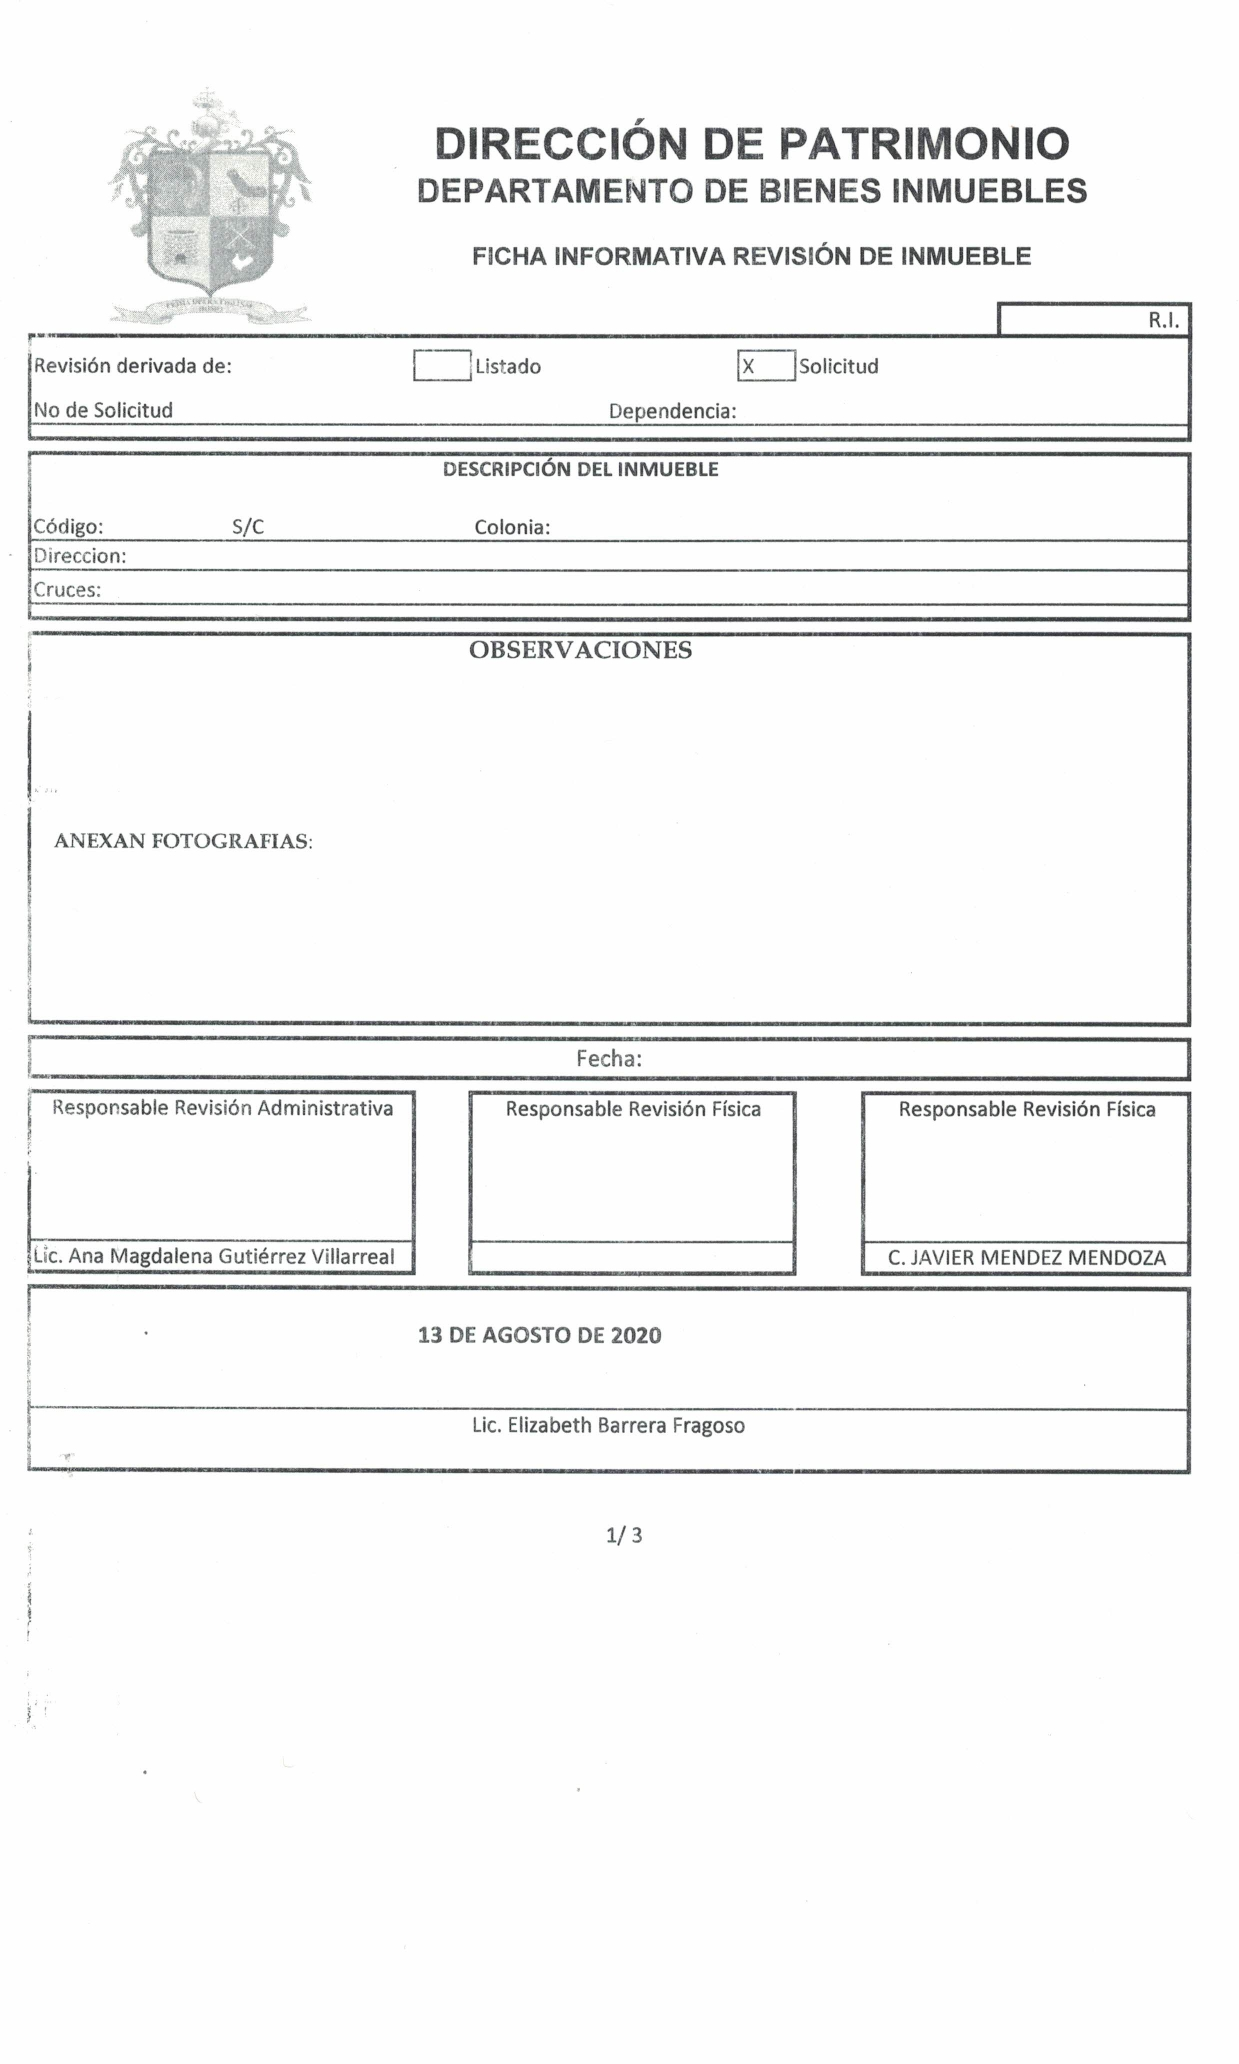 DIRECCIÓN DE PATRIMONIO
DEPARTAMENTO DE BIENES INMUEBLES
FICHA INFORMATIVA REVISIÓN DE INMUEBLE
R.I.
Revisión derivada de: Listado X Solicitud
No de Solicitud Dependencia:
DESCRIPCIÓN DEL INMUEBLE
Código: S/C Colonia:
Direccion:
Cruces:
OBSERVACIONES
ANEXAN FOTOGRAFIAS:
Fecha:
Responsable Revisión Administrativa Responsable Revisión Física Responsable Revisión Física
Lic. Ana Magdalena Gutiérrez Villarreal C. JAVIER MENDEZ MENDOZA
13 DE AGOSTO DE 2020
Lic. Elizabeth Barrera Fragoso
1/ 3